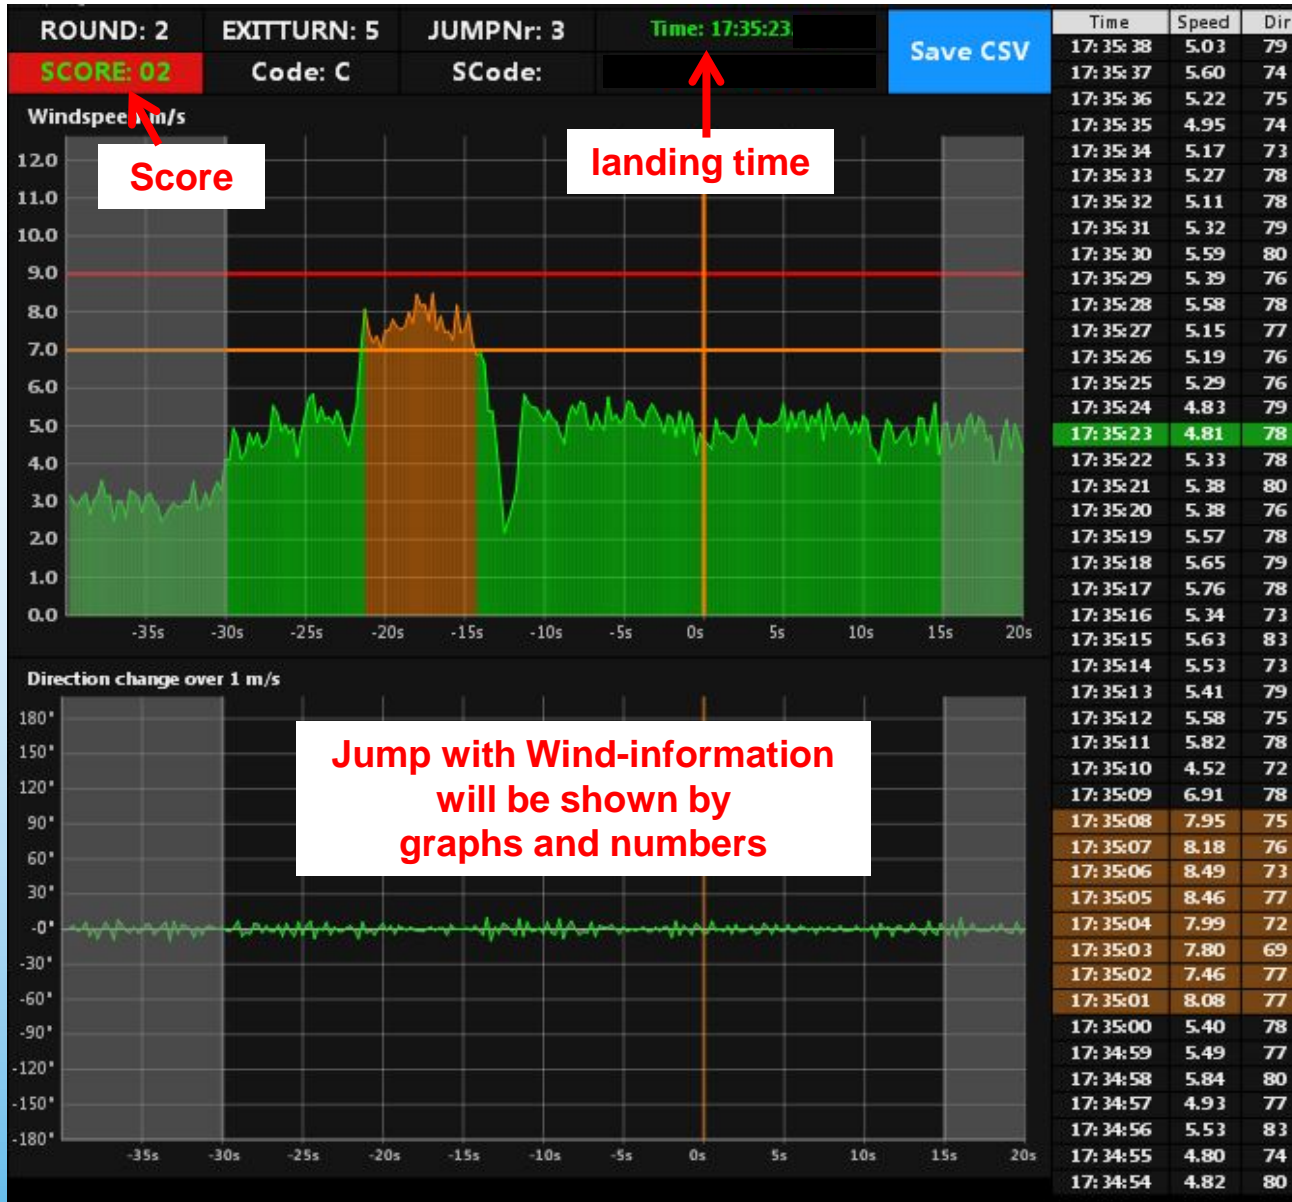 ROUND: 2 EXITTURN: 5 JUMPNr: 3 Time: 17:35:23. Save CSV
SCORE: 02 Code: C SCode:
Score
landing time
Windspeed m/s
12.0
11.0
10.0
9.0
8.0
7.0
6.0
5.0
4.0
3.0
2.0
1.0
0.0
-35s -30s -25s -20s -15s -10s -5s 0s 5s 10s 15s 20s
Direction change over 1 m/s
Jump with Wind-information
will be shown by
graphs and numbers
180°
150°
120°
90°
60°
30°
-0°
-30°
-60°
-90°
-120°
-150°
-180°
-35s -30s -25s -20s -15s -10s -5s 0s 5s 10s 15s 20s
Time Speed Dir
17:35:38 5.03 79
17:35:37 5.60 74
17:35:36 5.22 75
17:35:35 4.95 74
17:35:34 5.17 73
17:35:33 5.27 78
17:35:32 5.11 78
17:35:31 5.32 79
17:35:30 5.59 80
17:35:29 5.39 76
17:35:28 5.58 78
17:35:27 5.15 77
17:35:26 5.19 76
17:35:25 5.29 76
17:35:24 4.83 79
17:35:23 4.81 78
17:35:22 5.33 78
17:35:21 5.38 80
17:35:20 5.38 76
17:35:19 5.57 78
17:35:18 5.65 79
17:35:17 5.76 78
17:35:16 5.34 73
17:35:15 5.63 83
17:35:14 5.53 73
17:35:13 5.41 79
17:35:12 5.58 75
17:35:11 5.82 78
17:35:10 4.52 72
17:35:09 6.91 78
17:35:08 7.95 75
17:35:07 8.18 76
17:35:06 8.49 73
17:35:05 8.46 77
17:35:04 7.99 72
17:35:03 7.80 69
17:35:02 7.46 77
17:35:01 8.08 77
17:35:00 5.40 78
17:34:59 5.49 77
17:34:58 5.84 80
17:34:57 4.93 77
17:34:56 5.53 83
17:34:55 4.80 74
17:34:54 4.82 80